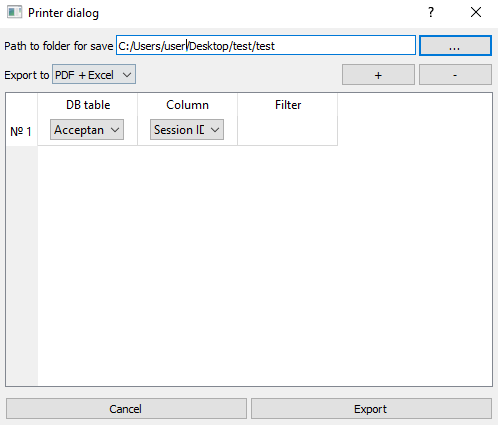 Printer dialog ?
Path to folder for save C:/Users/user/Desktop/test/test ...
Export to PDF + Excel + -
DB table Column Filter
№ 1 Acceptan Session ID
Cancel Export